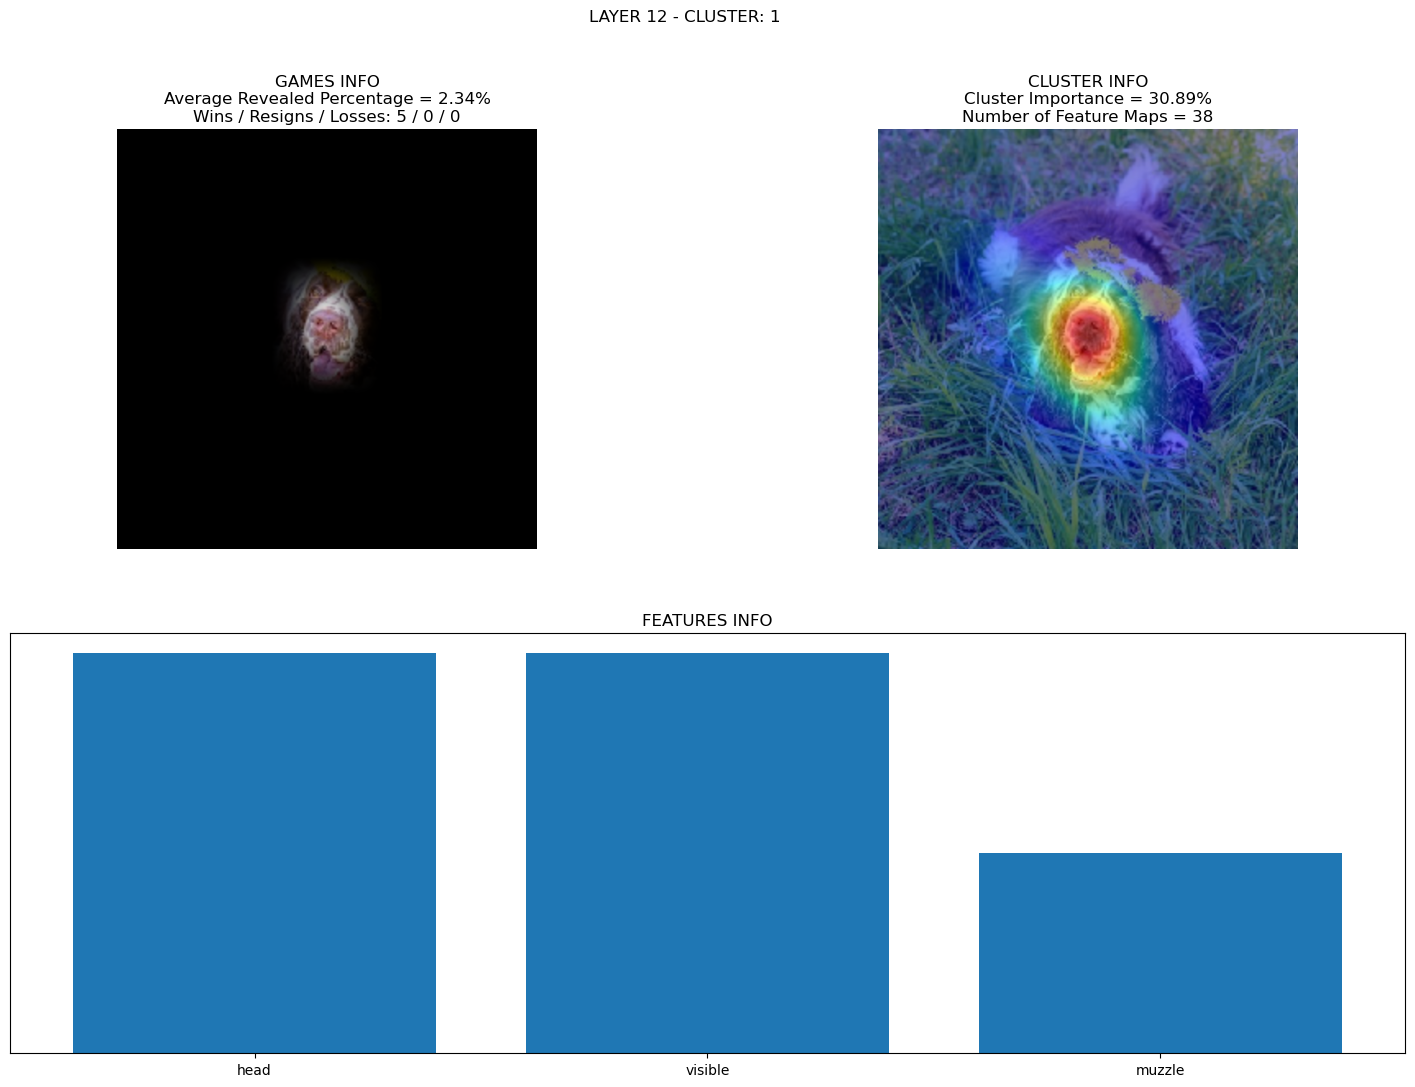 LAYER 12 - CLUSTER: 1
GAMES INFO
Average Revealed Percentage = 2.34%
Wins / Resigns / Losses: 5 / 0 / 0
CLUSTER INFO
Cluster Importance = 30.89%
Number of Feature Maps = 38
FEATURES INFO
head
visible
muzzle